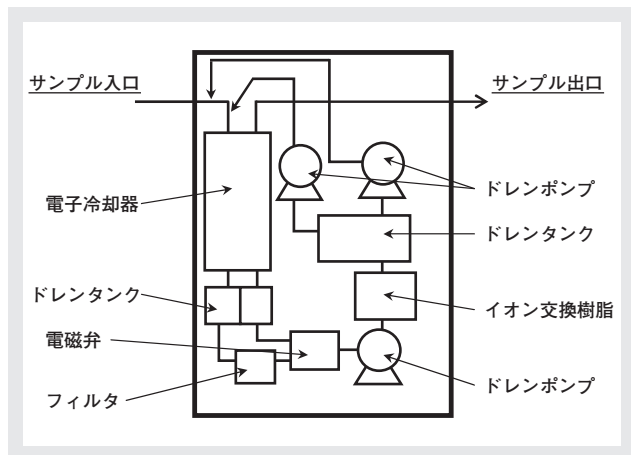 サンプル入口
サンプル出口
電子冷却器
ドレンポンプ
ドレンタンク
ドレンタンク
イオン交換樹脂
電磁弁
ドレンポンプ
フィルタ